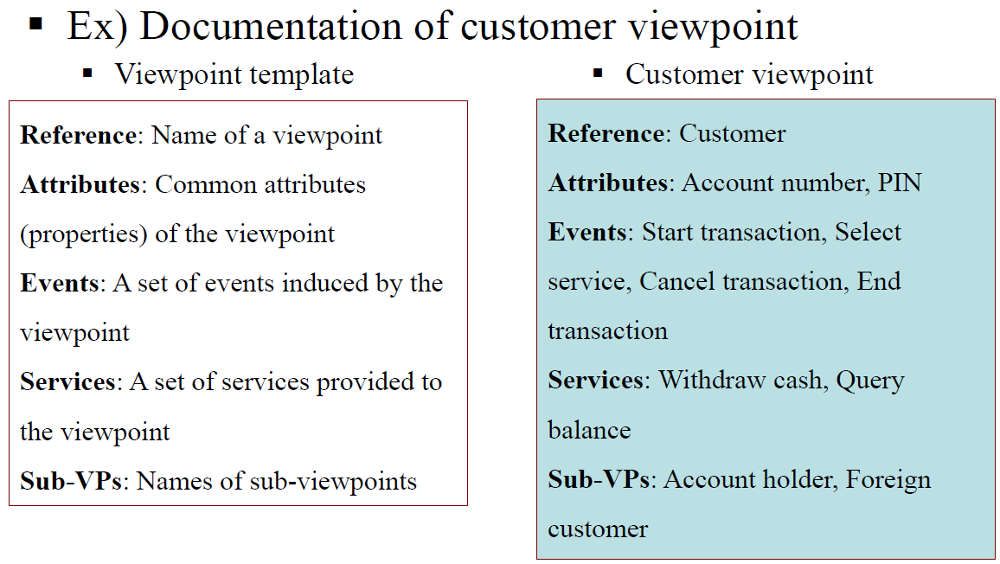 ▪ Ex) Documentation of customer viewpoint
▪ Viewpoint template
Reference: Name of a viewpoint
Attributes: Common attributes
(properties) of the viewpoint
Events: A set of events induced by the
viewpoint
Services: A set of services provided to
the viewpoint
Sub-VPs: Names of sub-viewpoints
▪ Customer viewpoint
Reference: Customer
Attributes: Account number, PIN
Events: Start transaction, Select
service, Cancel transaction, End
transaction
Services: Withdraw cash, Query
balance
Sub-VPs: Account holder, Foreign
customer